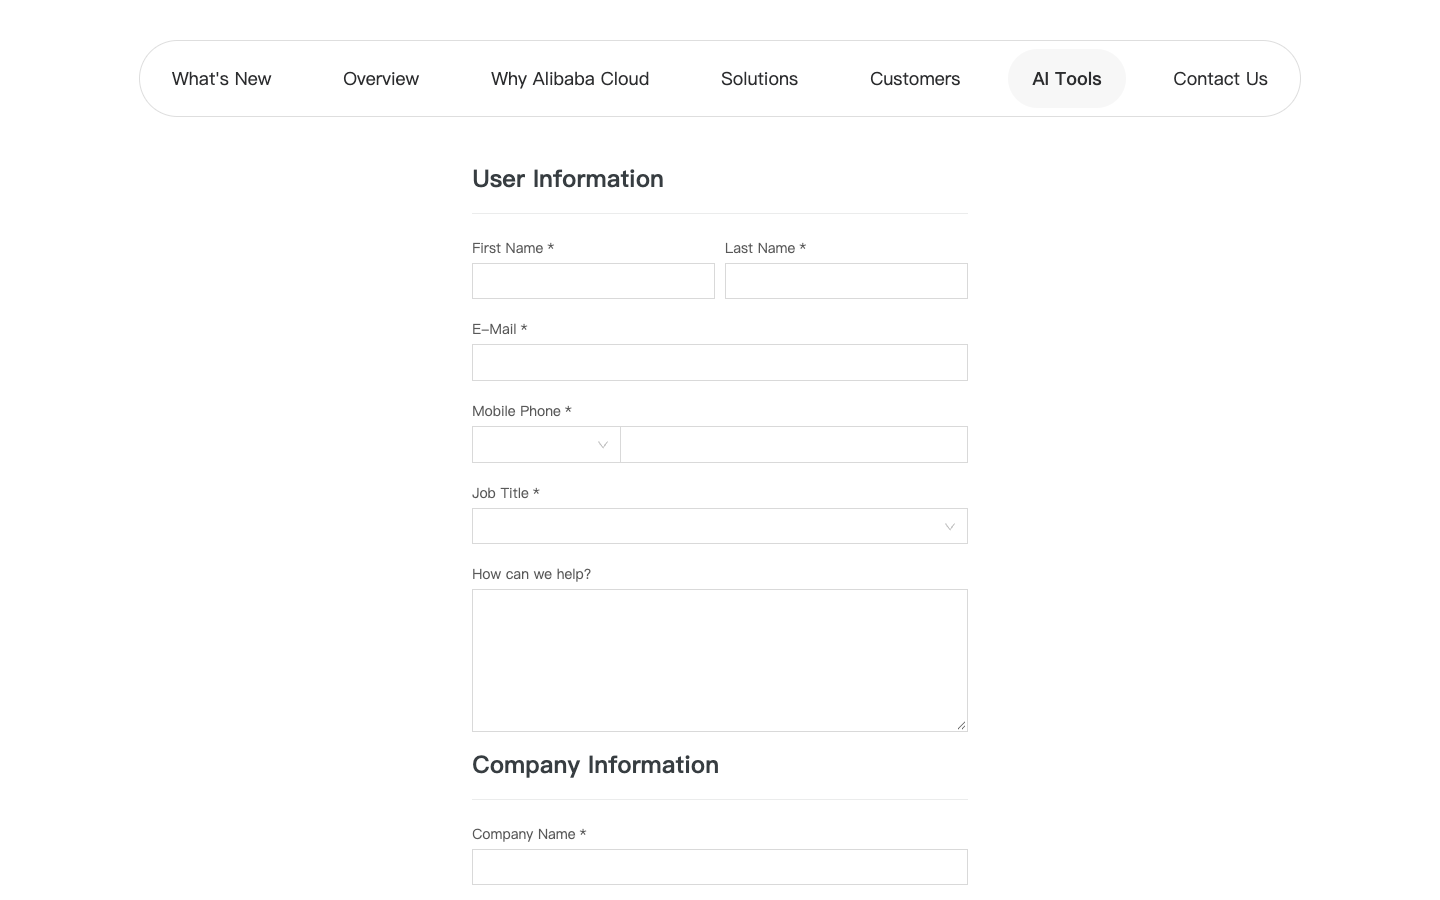 What's New Overview Why Alibaba Cloud Solutions Customers AI Tools Contact Us
User Information
First Name * Last Name *
E-Mail *
Mobile Phone *
Job Title *
How can we help?
Company Information
Company Name *